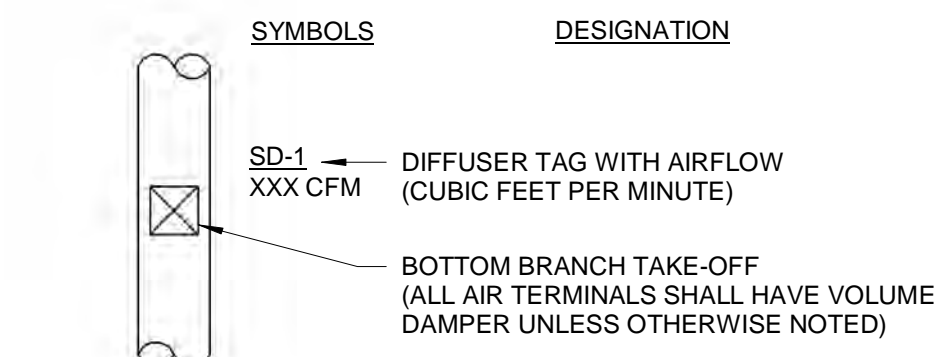 SYMBOLS DESIGNATION
SD-1 DIFFUSER TAG WITH AIRFLOW
XXX CFM (CUBIC FEET PER MINUTE)
BOTTOM BRANCH TAKE-OFF
(ALL AIR TERMINALS SHALL HAVE VOLUME
DAMPER UNLESS OTHERWISE NOTED)